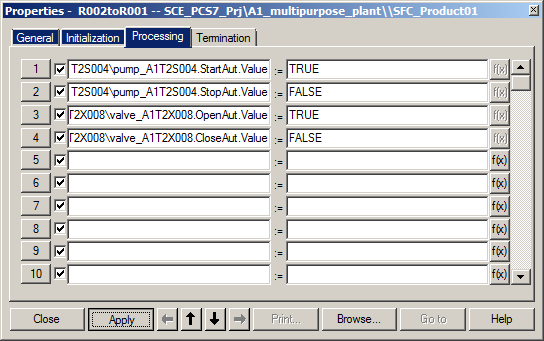 Properties - R002toR001 -- SCE_PCS7_Prj\A1_multipurpose_plant\\SFC_Product01
General Initialization Processing Termination
1 T2S004\pump_A1T2S004.StartAut.Value := TRUE f(x)
2 T2S004\pump_A1T2S004.StopAut.Value := FALSE f(x)
3 T2X008\valve_A1T2X008.OpenAut.Value := TRUE f(x)
4 T2X008\valve_A1T2X008.CloseAut.Value := FALSE f(x)
5 := f(x)
6 := f(x)
7 := f(x)
8 := f(x)
9 := f(x)
10 := f(x)
Close Apply Print... Browse... Go to Help